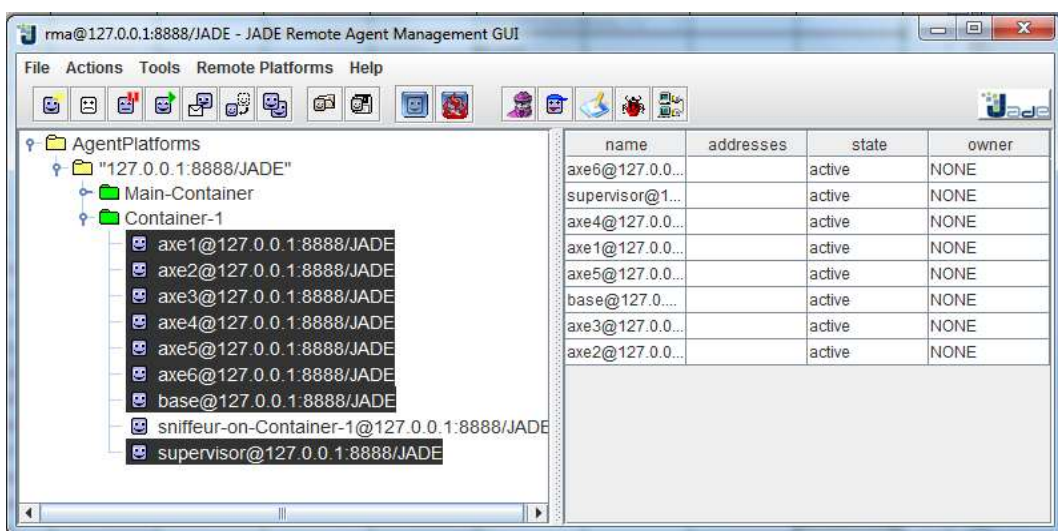 rma@127.0.0.1:8888/JADE - JADE Remote Agent Management GUI
File Actions Tools Remote Platforms Help
Jade
AgentPlatforms
"127.0.0.1:8888/JADE"
Main-Container
Container-1
axe1@127.0.0.1:8888/JADE
axe2@127.0.0.1:8888/JADE
axe3@127.0.0.1:8888/JADE
axe4@127.0.0.1:8888/JADE
axe5@127.0.0.1:8888/JADE
axe6@127.0.0.1:8888/JADE
base@127.0.0.1:8888/JADE
sniffeur-on-Container-1@127.0.0.1:8888/JADE
supervisor@127.0.0.1:8888/JADE
name addresses state owner
axe6@127.0.0... active NONE
supervisor@1... active NONE
axe4@127.0.0... active NONE
axe1@127.0.0... active NONE
axe5@127.0.0... active NONE
base@127.0.... active NONE
axe3@127.0.0... active NONE
axe2@127.0.0... active NONE